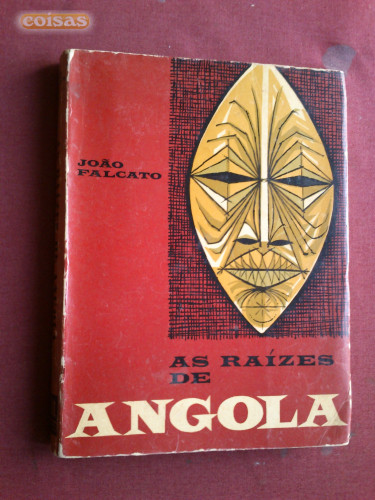 coisas
JOÃO
FALCATO
AS RAÍZES
DE
ANGOLA